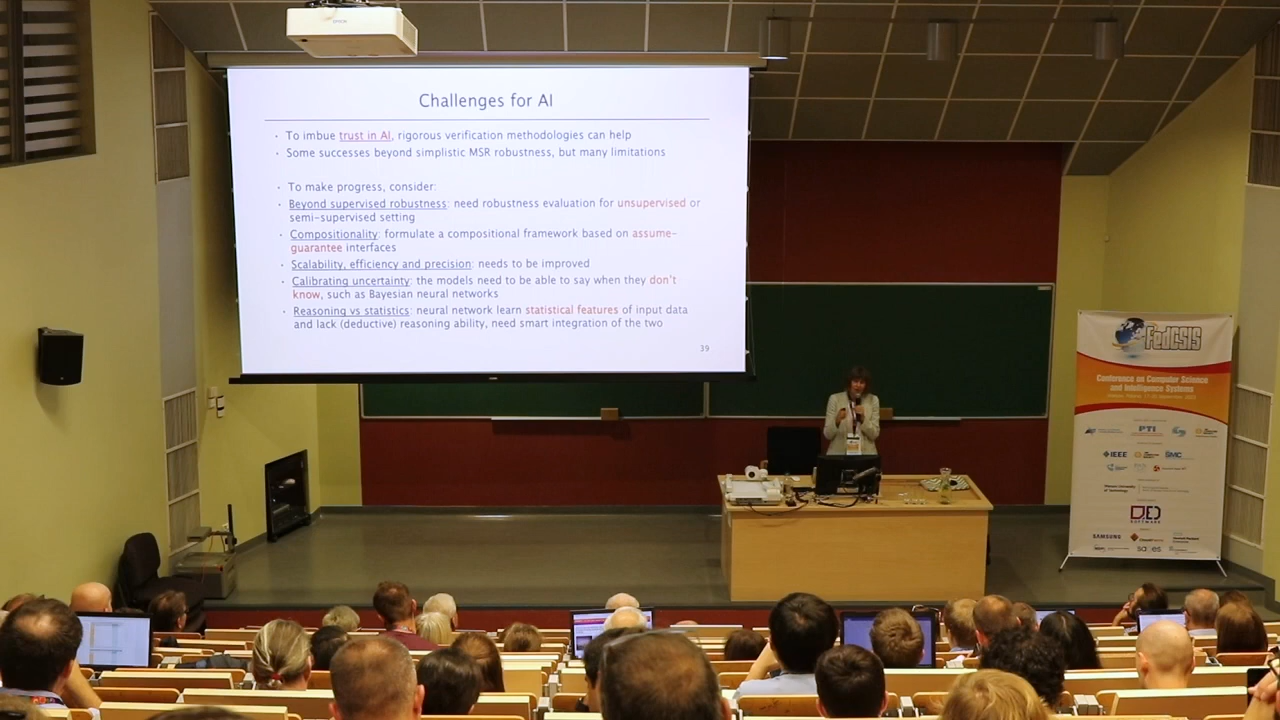 EPSON
Challenges for AI
· To imbue trust in AI, rigorous verification methodologies can help
· Some successes beyond simplistic MSR robustness, but many limitations
· To make progress, consider:
· Beyond supervised robustness: need robustness evaluation for unsupervised or
semi-supervised setting
· Compositionality: formulate a compositional framework based on assume-
guarantee interfaces
· Scalability, efficiency and precision: needs to be improved
· Calibrating uncertainty: the models need to be able to say when they don't
know, such as Bayesian neural networks
· Reasoning vs statistics: neural network learn statistical features of input data
and lack (deductive) reasoning ability, need smart integration of the two
39
FedCSIS
Conference on Computer Science
and Intelligence Systems
PTI
IEEE
SMC
SOFTWARE
SAMSUNG
sages